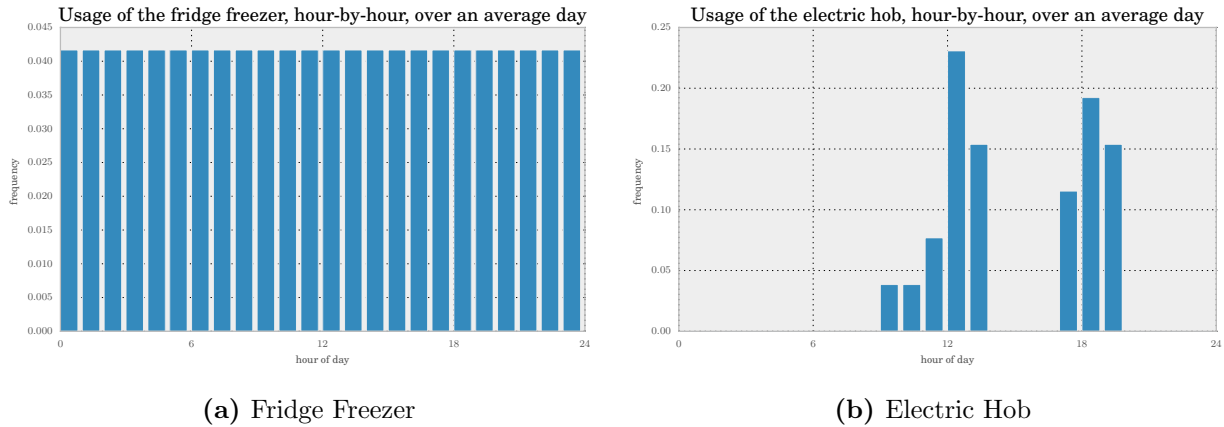 Usage of the fridge freezer, hour-by-hour, over an average day
0.045
0.040
0.035
0.030
0.025
0.020
0.015
0.010
0.005
0.000
frequency
0 6 12 18 24
hour of day
(a) Fridge Freezer
Usage of the electric hob, hour-by-hour, over an average day
0.25
0.20
0.15
0.10
0.05
0.00
frequency
0 6 12 18 24
hour of day
(b) Electric Hob